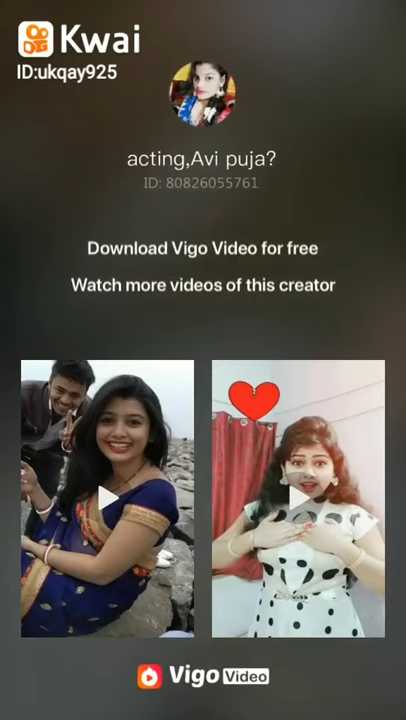 Kwai
ID:ukqay925
acting,Avi puja?
ID: 80826055761
Download Vigo Video for free
Watch more videos of this creator
Vigo Video